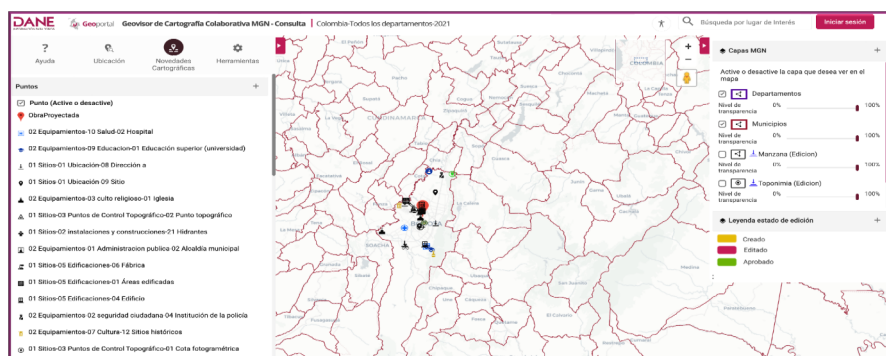 DANE
Geoportal
Geovisor de Cartografía Colaborativa MGN - Consulta
Colombia-Todos los departamentos-2021
Búsqueda por lugar de Interés
Iniciar sesión
Ayuda
Ubicación
Novedades
Cartográficas
Herramientas
Puntos
Punto (Active o desactive)
ObraProyectada
02 Equipamientos-10 Salud-02 Hospital
02 Equipamientos-09 Educacion-01 Educación superior (universidad)
01 Sitios-01 Ubicación-08 Dirección a
01 Sitios-01 Ubicación 09 Sitio
02 Equipamientos-03 culto religioso-01 Iglesia
01 Sitios-03 Puntos de Control Topográfico-02 Punto topográfico
01 Sitios-02 instalaciones y construcciones-21 Hidrantes
02 Equipamientos 01 Administracion publica-02 Alcaldía municipal
01 Sitios-05 Edificaciones-06 Fábrica
01 Sitios-05 Edificaciones-01 Áreas edificadas
01 Sitios-05 Edificaciones-04 Edificio
02 Equipamientos 02 seguridad ciudadana 04 Institución de la policía
02 Equipamientos-07 Cultura-12 Sitios históricos
01 Sitios-03 Puntos de Control Topográfico-01 Cota fotogramétrica
CUNDINAMARCA
SOACHA
La Calera
Capas MGN
Active o desactive la capa que desea ver en el
mapa
Departamentos
Nivel de
transparencia
0%
100%
Municipios
Nivel de
transparencia
0%
100%
Manzana (Edicion)
Nivel de
transparencia
0%
100%
Toponimia (Edicion)
Nivel de
transparencia
0%
100%
Leyenda estado de edición
Creado
Editado
Aprobado